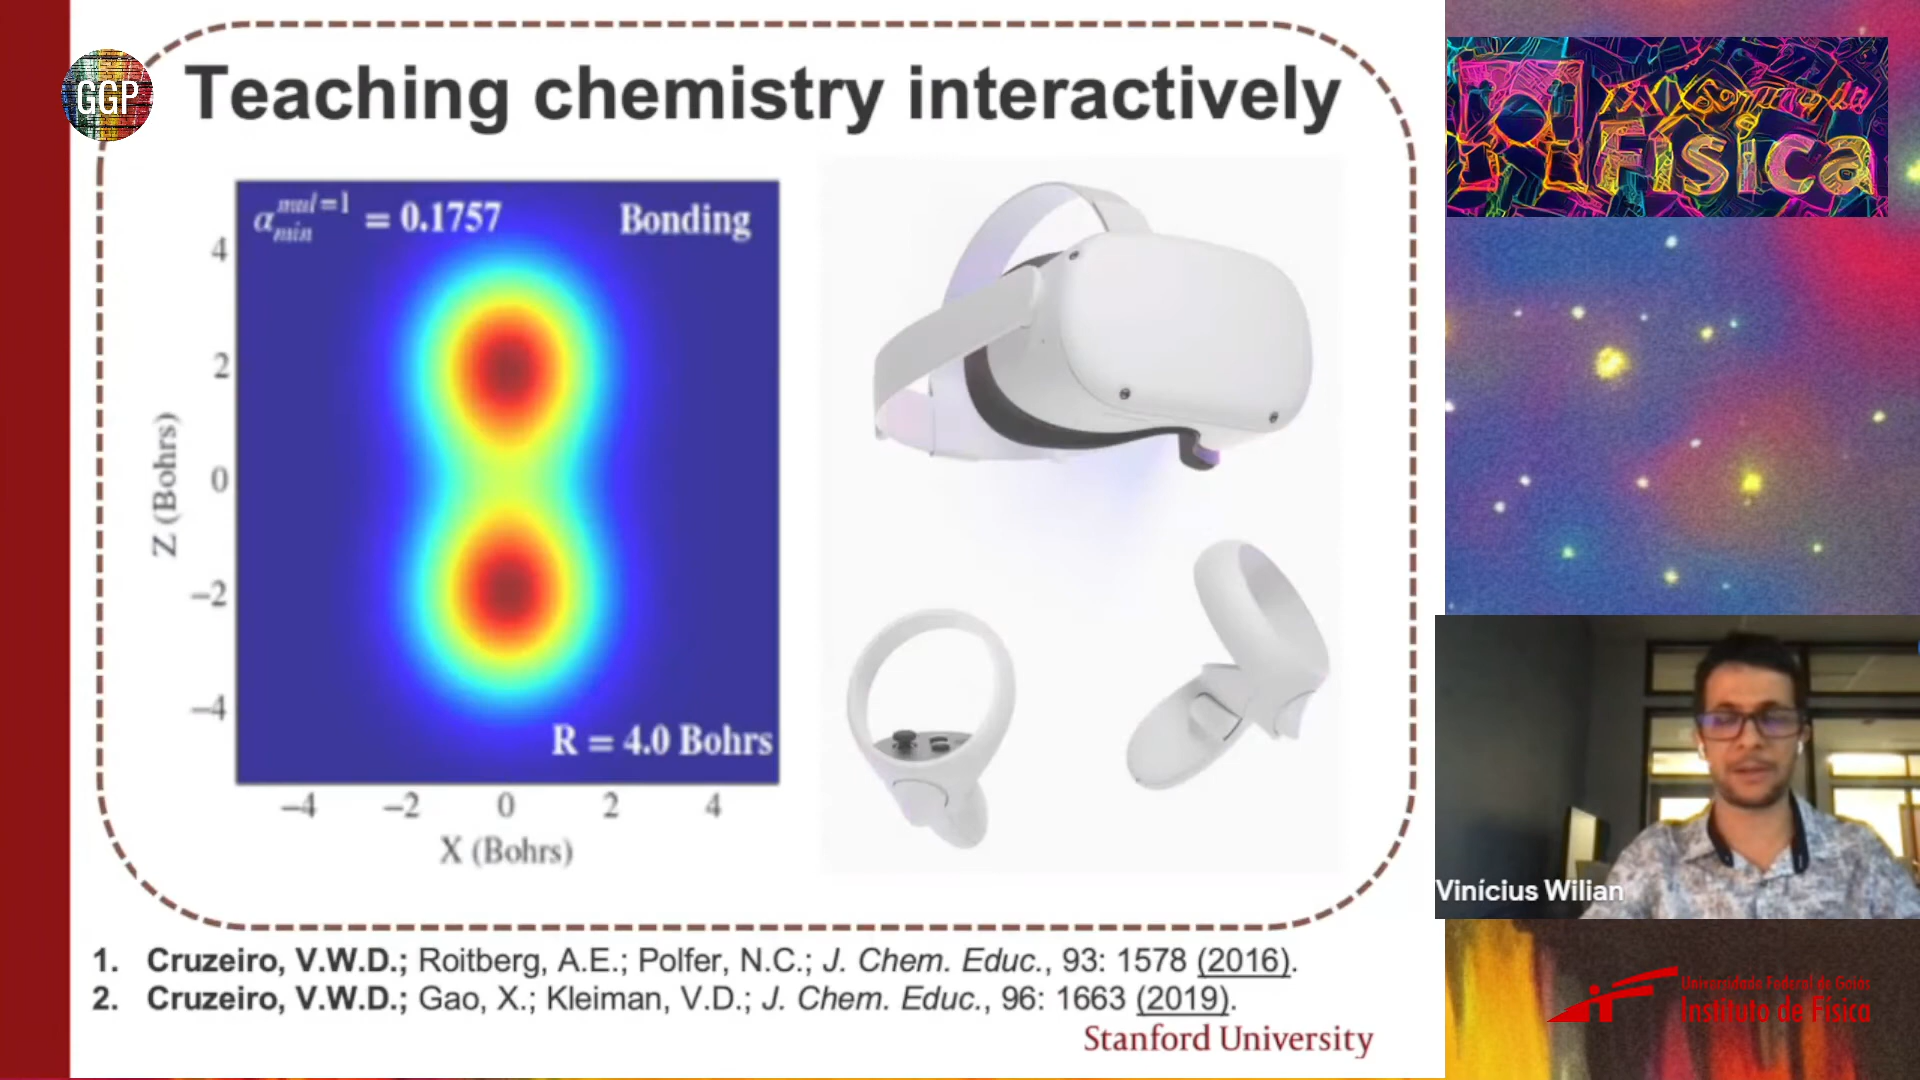 GGP
Teaching chemistry interactively
α_min^mul=1 = 0.1757
Bonding
4
2
0
−2
−4
Z (Bohrs)
R = 4.0 Bohrs
−4 −2 0 2 4
X (Bohrs)
1. Cruzeiro, V.W.D.; Roitberg, A.E.; Polfer, N.C.; J. Chem. Educ., 93: 1578 (2016).
2. Cruzeiro, V.W.D.; Gao, X.; Kleiman, V.D.; J. Chem. Educ., 96: 1663 (2019).
Stanford University
Física
Vinícius Wilian
Universidade Federal de Goiás
Instituto de Física